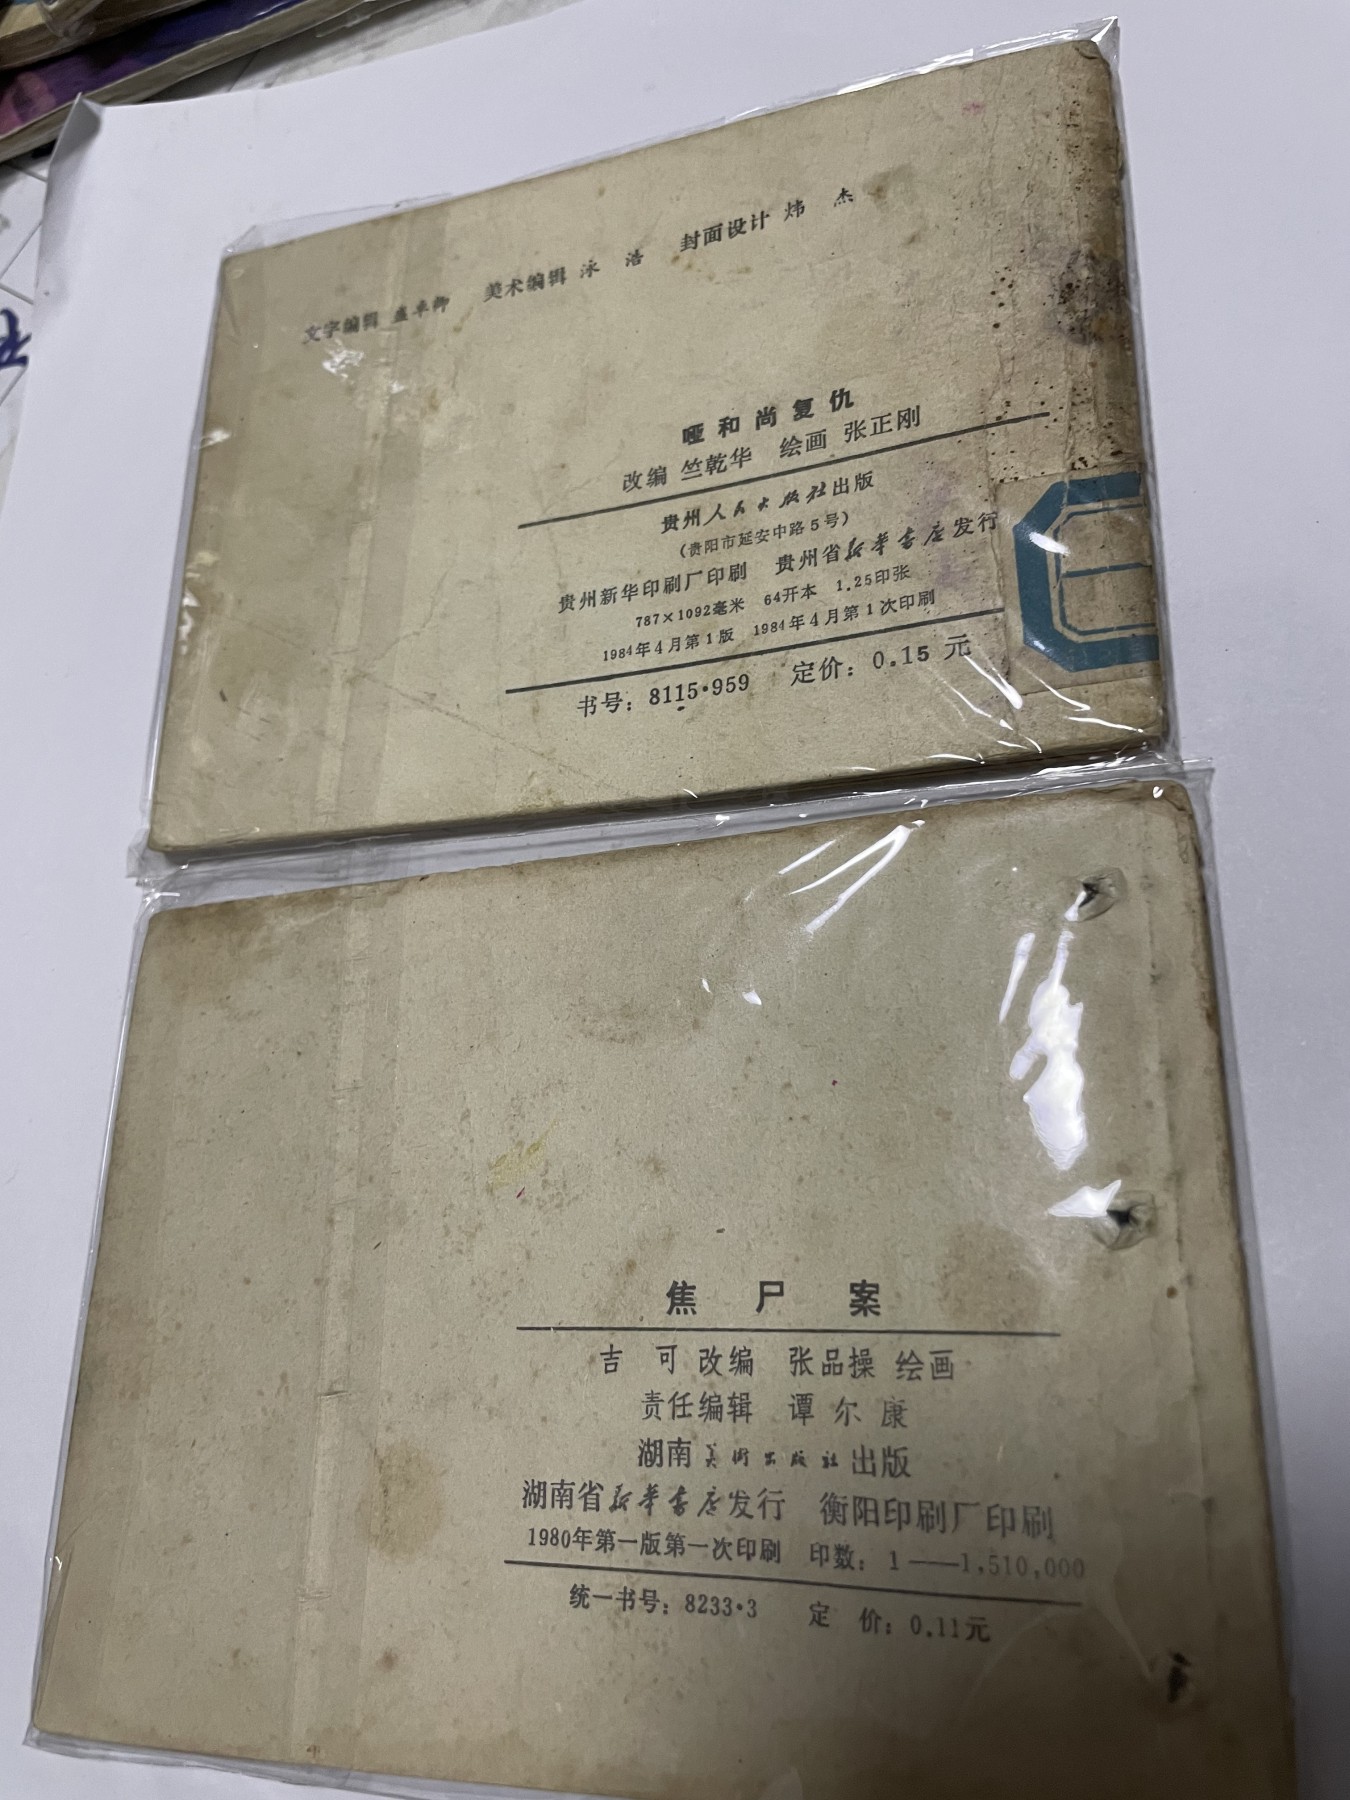 文字编辑 盛卓御 美术编辑 泳 浩 封面设计 炜 杰
哑和尚复仇
改编 竺乾华 绘画 张正刚
贵州人民出版社出版
（贵阳市延安中路5号）
贵州新华印刷厂印刷 贵州省新华书店发行
787×1092毫米 64开本 1.25印张
1984年4月第1版 1984年4月第1次印刷
书号：8115·959 定价：0.15 元
焦 尸 案
吉 可 改编 张品操 绘画
责任编辑 谭尔康
湖南美术出版社出版
湖南省新华书店发行 衡阳印刷厂印刷
1980年第一版第一次印刷 印数：1——1,510,000
统一书号：8233·3 定 价：0.11元